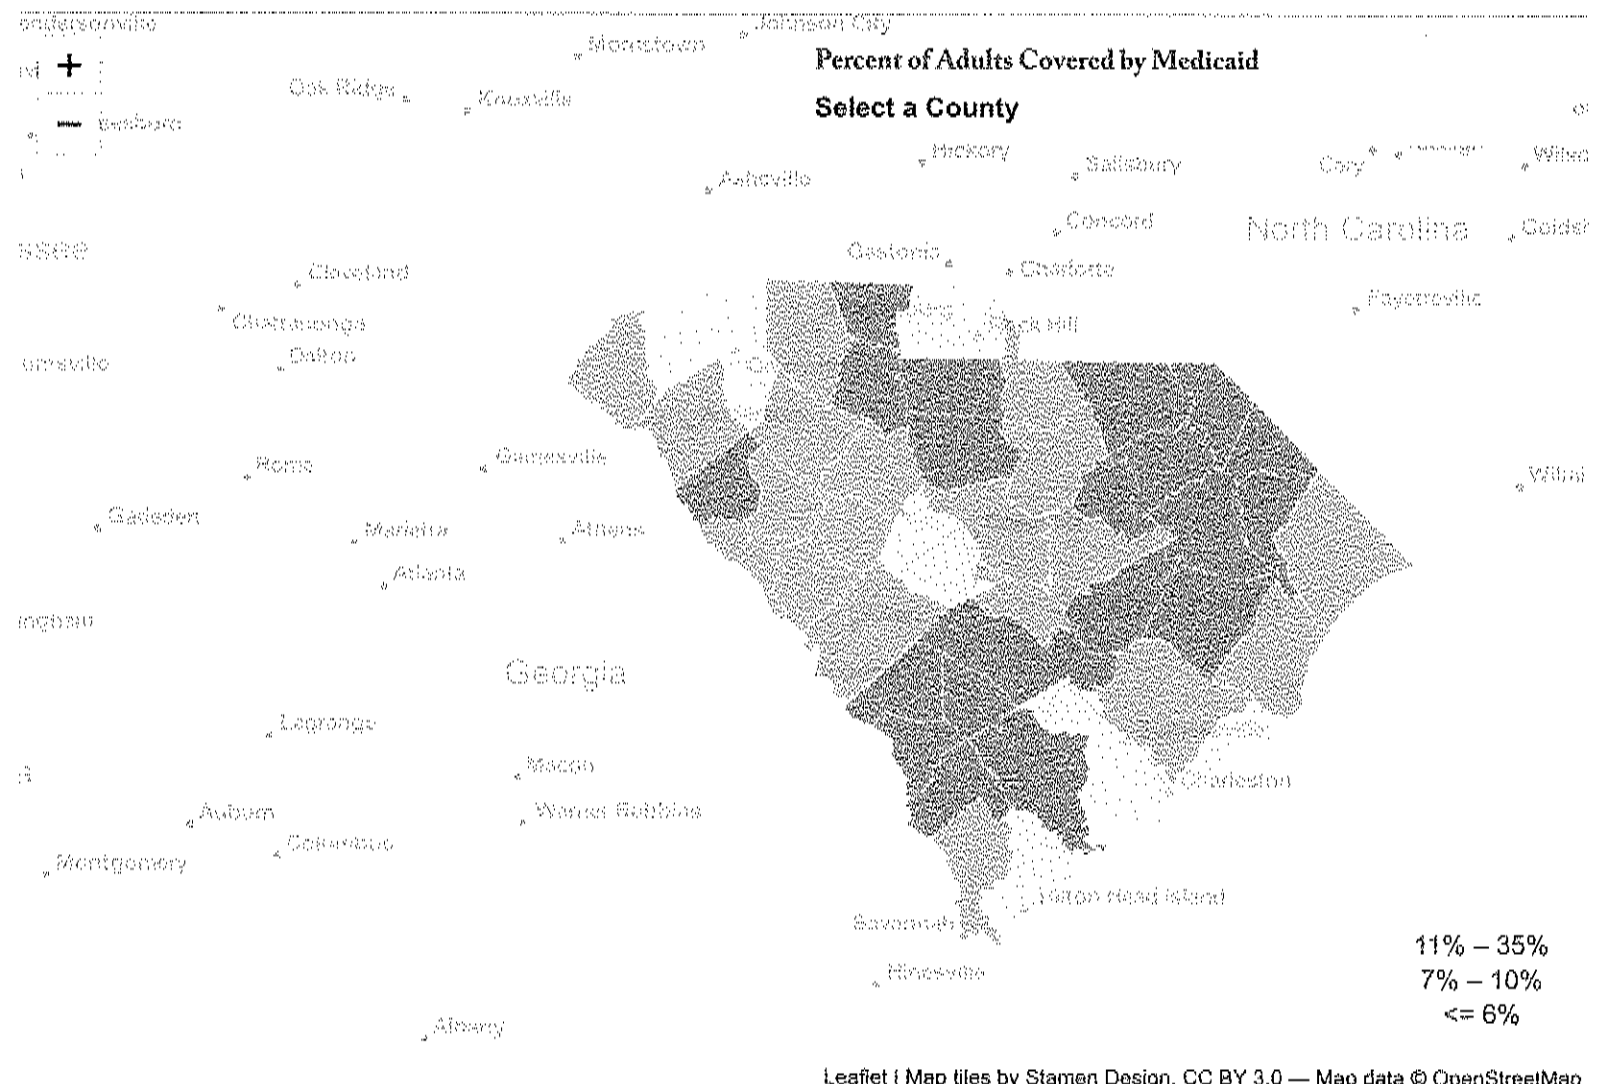 Johnson City
Morristown
+
Percent of Adults Covered by Medicaid
Oak Ridge
Knoxville
Select a County
−
Hickory
Salisbury
Cary
Asheville
Concord
North Carolina
Gastonia
Charlotte
Cleveland
Fayetteville
Chattanooga
Rock Hill
Dalton
Rome
Gainesville
Gadsden
Marietta
Athens
Atlanta
Georgia
Lagrange
Macon
Charleston
Auburn
Warner Robbins
Columbus
Montgomery
Hilton Head Island
Savannah
11% – 35%
Hinesville
7% – 10%
<= 6%
Albany
Leaflet | Map tiles by Stamen Design, CC BY 3.0 — Map data © OpenStreetMap